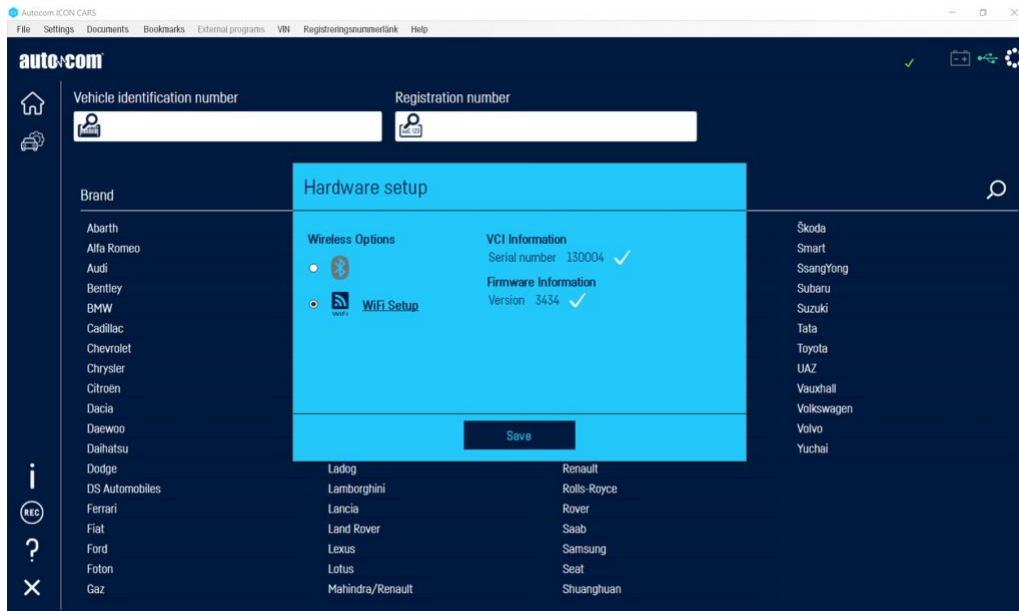 Autocom ICON CARS
File Settings Documents Bookmarks External programs VIN Registreringsnummerlänk Help
autocom
Vehicle identification number Registration number
Brand
Hardware setup
Wireless Options
WiFi
WiFi Setup
VCI Information
Serial number 130004
Firmware Information
Version 3434
Save
Abarth
Alfa Romeo
Audi
Bentley
BMW
Cadillac
Chevrolet
Chrysler
Citroën
Dacia
Daewoo
Daihatsu
Dodge
DS Automobiles
Ferrari
Fiat
Ford
Foton
Gaz
Ladog
Lamborghini
Lancia
Land Rover
Lexus
Lotus
Mahindra/Renault
Renault
Rolls-Royce
Rover
Saab
Samsung
Seat
Shuanghuan
Škoda
Smart
SsangYong
Subaru
Suzuki
Tata
Toyota
UAZ
Vauxhall
Volkswagen
Volvo
Yuchai
i
REC
?